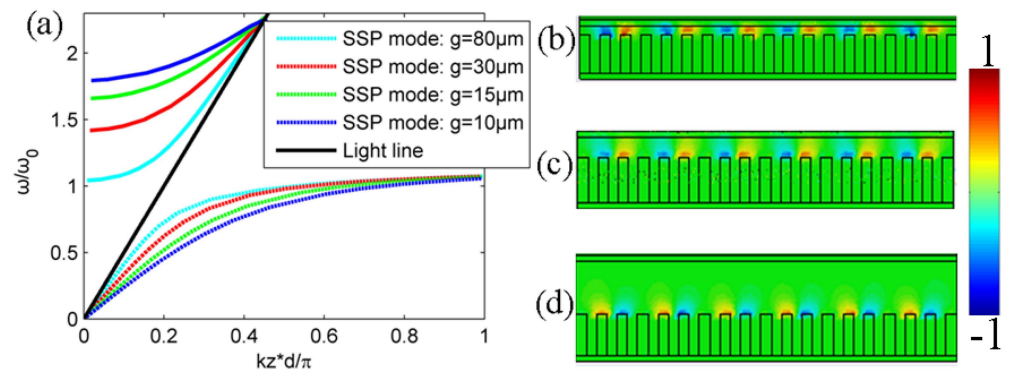 (a)
2
1.5
1
0.5
0
ω/ω0
0 0.2 0.4 0.6 0.8 1
kz*d/π
SSP mode: g=80μm
SSP mode: g=30μm
SSP mode: g=15μm
SSP mode: g=10μm
Light line
(b)
(c)
(d)
1
-1